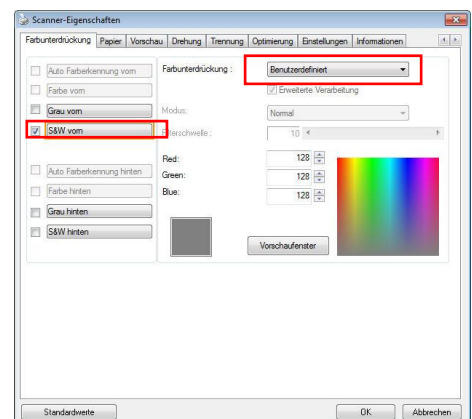 Scanner-Eigenschaften
Farbunterdrückung Papier Vorschau Drehung Trennung Optimierung Einstellungen Informationen
Auto Farberkennung vorn
Farbe vorn
Grau vorn
S&W vorn
Auto Farberkennung hinten
Farbe hinten
Grau hinten
S&W hinten
Farbunterdrückung : Benutzerdefiniert
Erweiterte Verarbeitung
Modus: Normal
Filterschwelle : 10
Red: 128
Green: 128
Blue: 128
Vorschaufenster
Standardwerte OK Abbrechen